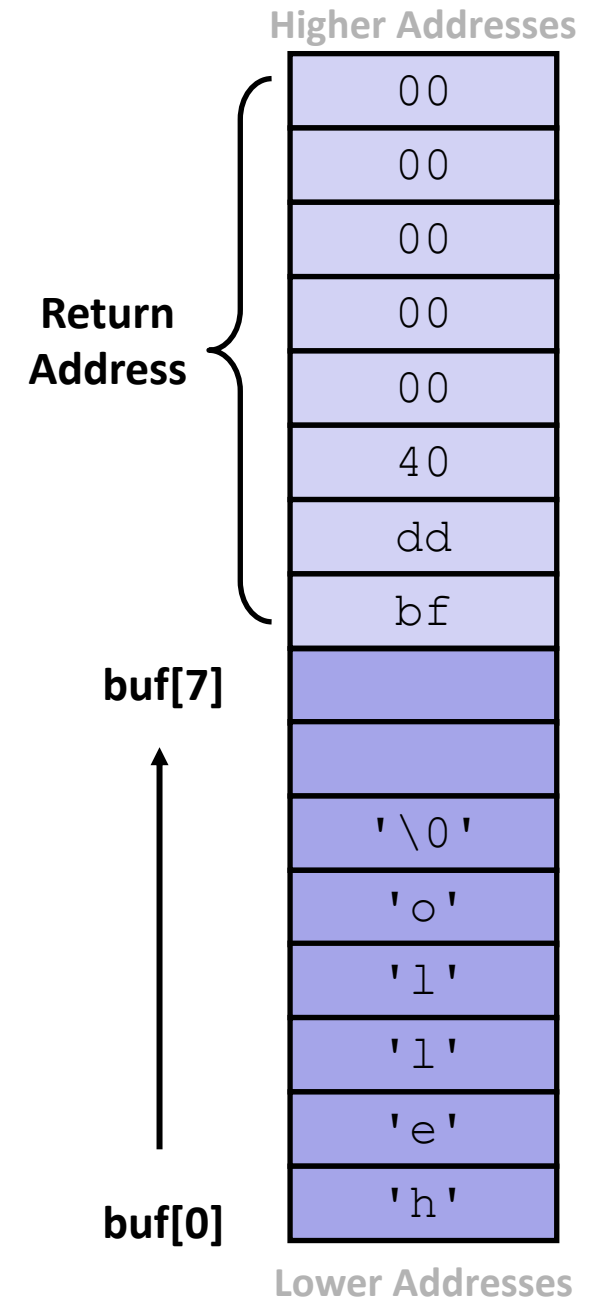 Higher Addresses
00
00
00
00
00
40
dd
bf
Return
Address
buf[7]
'\0'
'o'
'l'
'l'
'e'
'h'
buf[0]
Lower Addresses